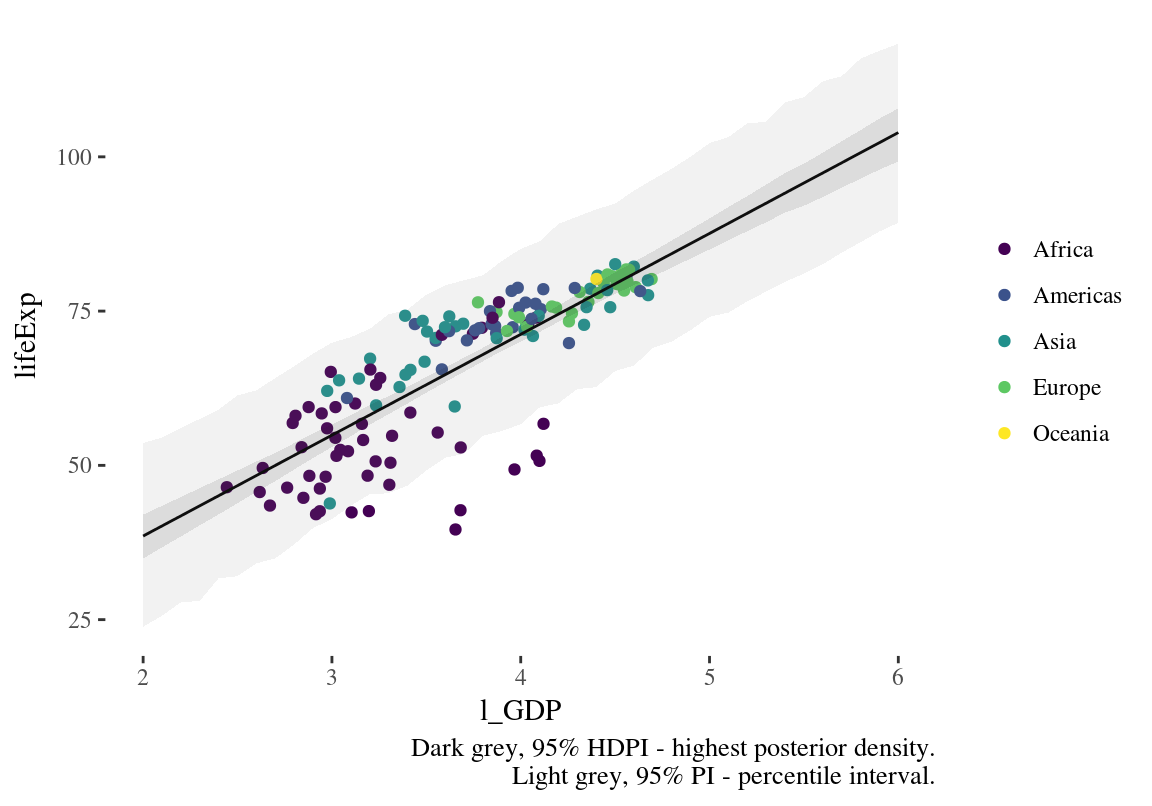 lifeExp
100
75
50
25
2
3
4
5
6
l_GDP
Africa
Americas
Asia
Europe
Oceania
Dark grey, 95% HDPI - highest posterior density.
Light grey, 95% PI - percentile interval.